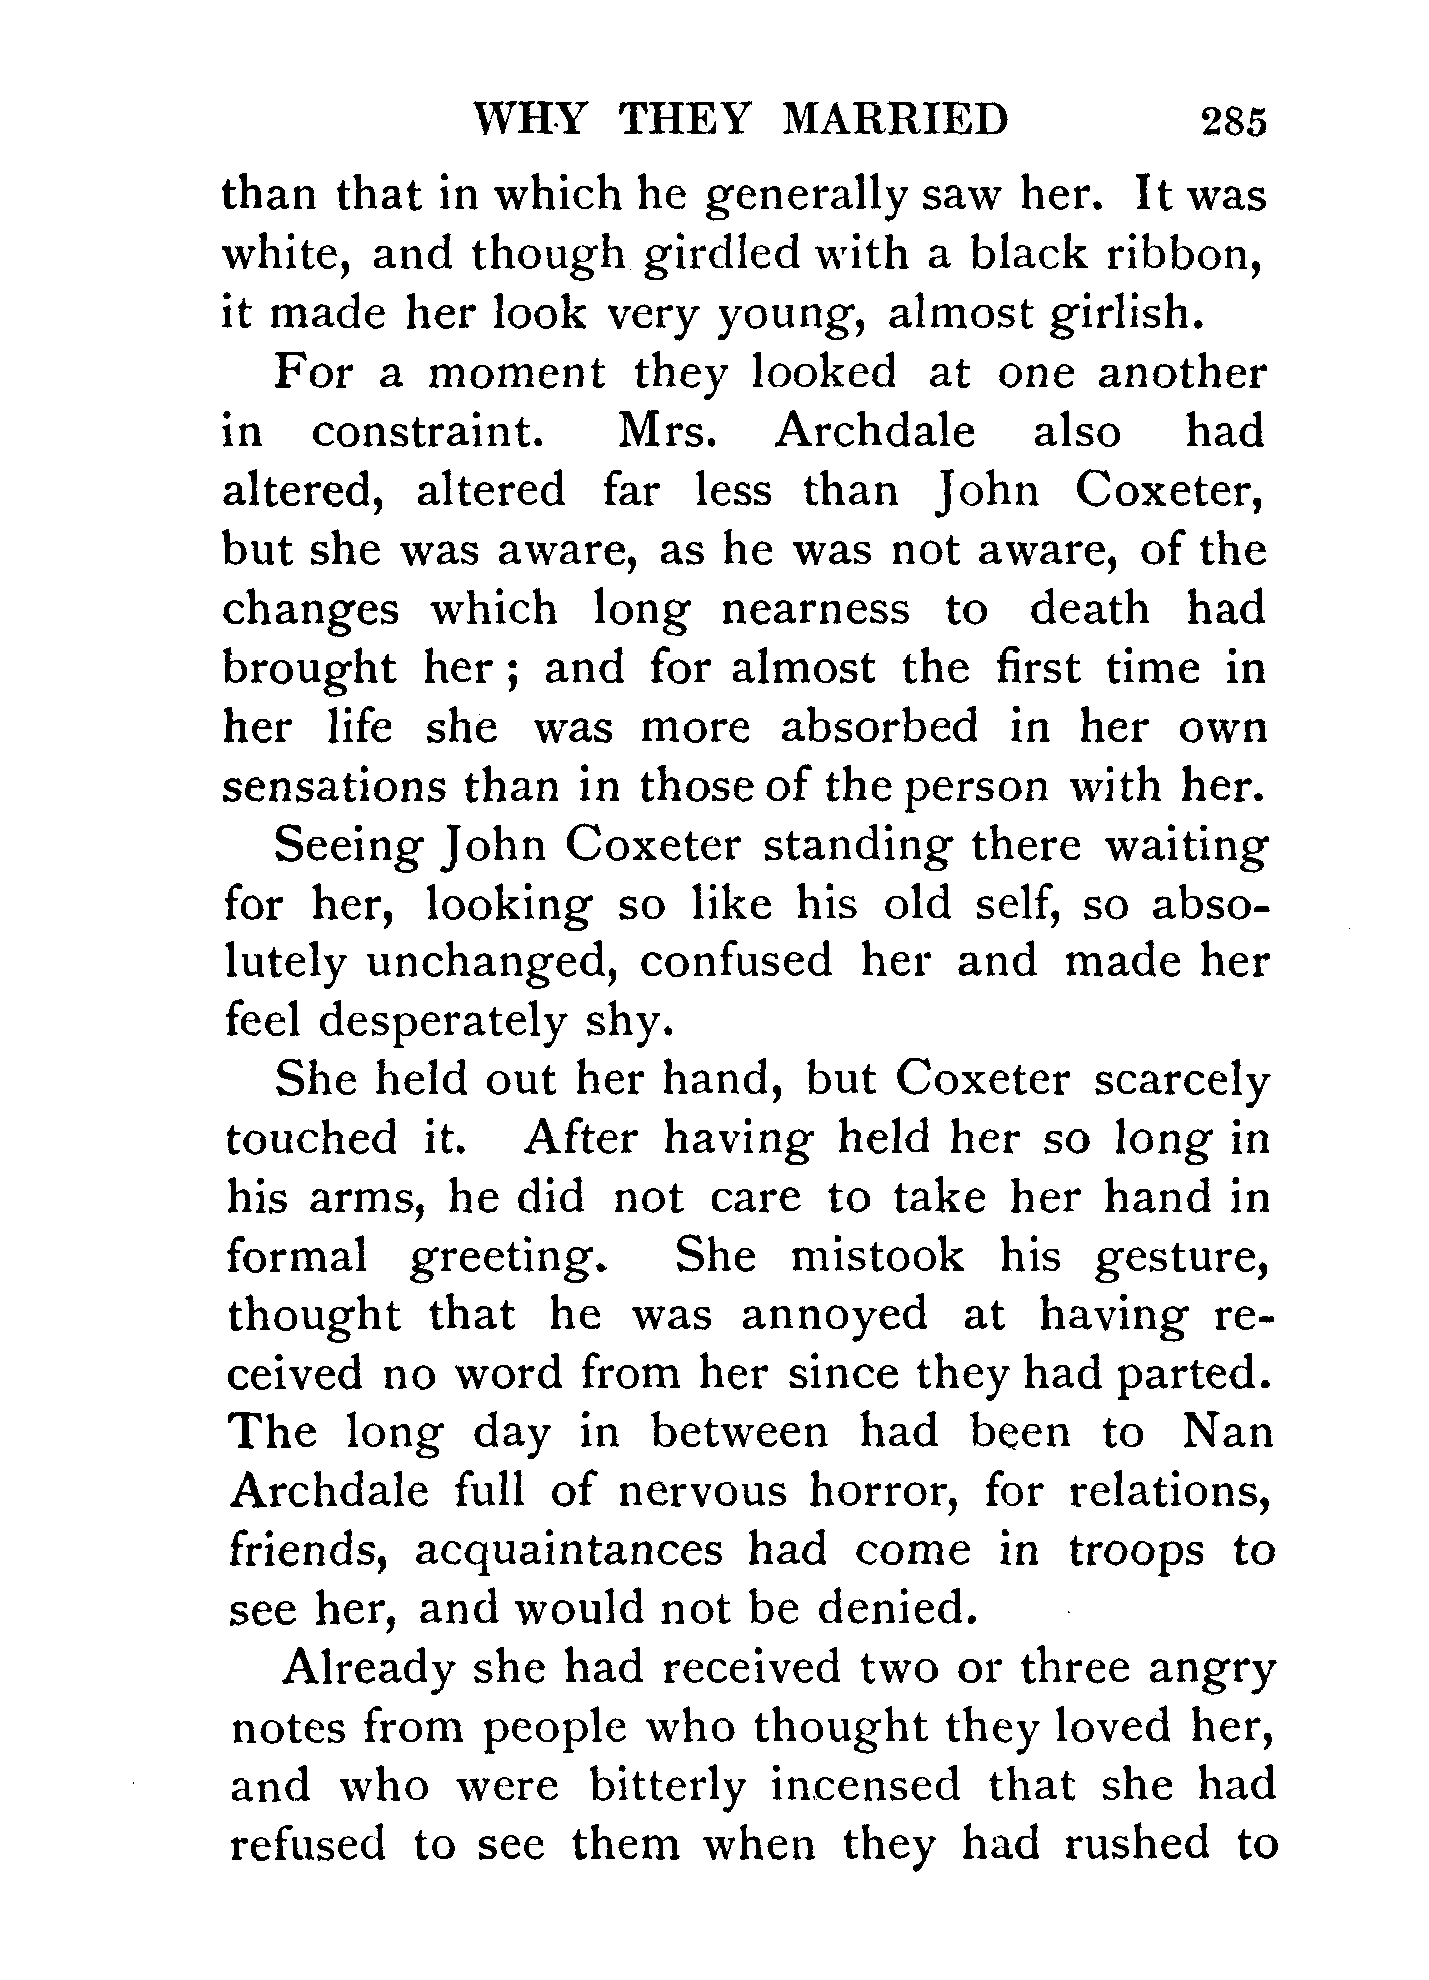 WHY THEY MARRIED 285
than that in which he generally saw her. It was
white, and though girdled with a black ribbon,
it made her look very young, almost girlish.
For a moment they looked at one another
in constraint. Mrs. Archdale also had
altered, altered far less than John Coxeter,
but she was aware, as he was not aware, of the
changes which long nearness to death had
brought her ; and for almost the first time in
her life she was more absorbed in her own
sensations than in those of the person with her.
Seeing John Coxeter standing there waiting
for her, looking so like his old self, so abso-
lutely unchanged, confused her and made her
feel desperately shy.
She held out her hand, but Coxeter scarcely
touched it. After having held her so long in
his arms, he did not care to take her hand in
formal greeting. She mistook his gesture,
thought that he was annoyed at having re-
ceived no word from her since they had parted.
The long day in between had been to Nan
Archdale full of nervous horror, for relations,
friends, acquaintances had come in troops to
see her, and would not be denied.
Already she had received two or three angry
notes from people who thought they loved her,
and who were bitterly incensed that she had
refused to see them when they had rushed to